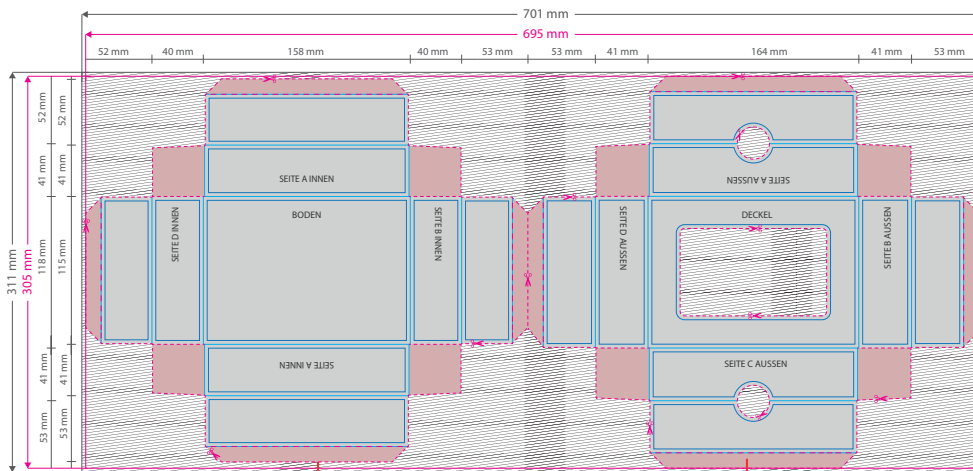 701 mm
695 mm
52 mm
40 mm
158 mm
40 mm
53 mm
53 mm
41 mm
164 mm
41 mm
53 mm
311 mm
305 mm
52 mm
52 mm
41 mm
41 mm
118 mm
115 mm
41 mm
41 mm
53 mm
53 mm
SEITE A INNEN
BODEN
SEITE D INNEN
SEITE B INNEN
SEITE A INNEN
SEITE A AUSSEN
DECKEL
SEITE D AUSSEN
SEITE B AUSSEN
SEITE C AUSSEN